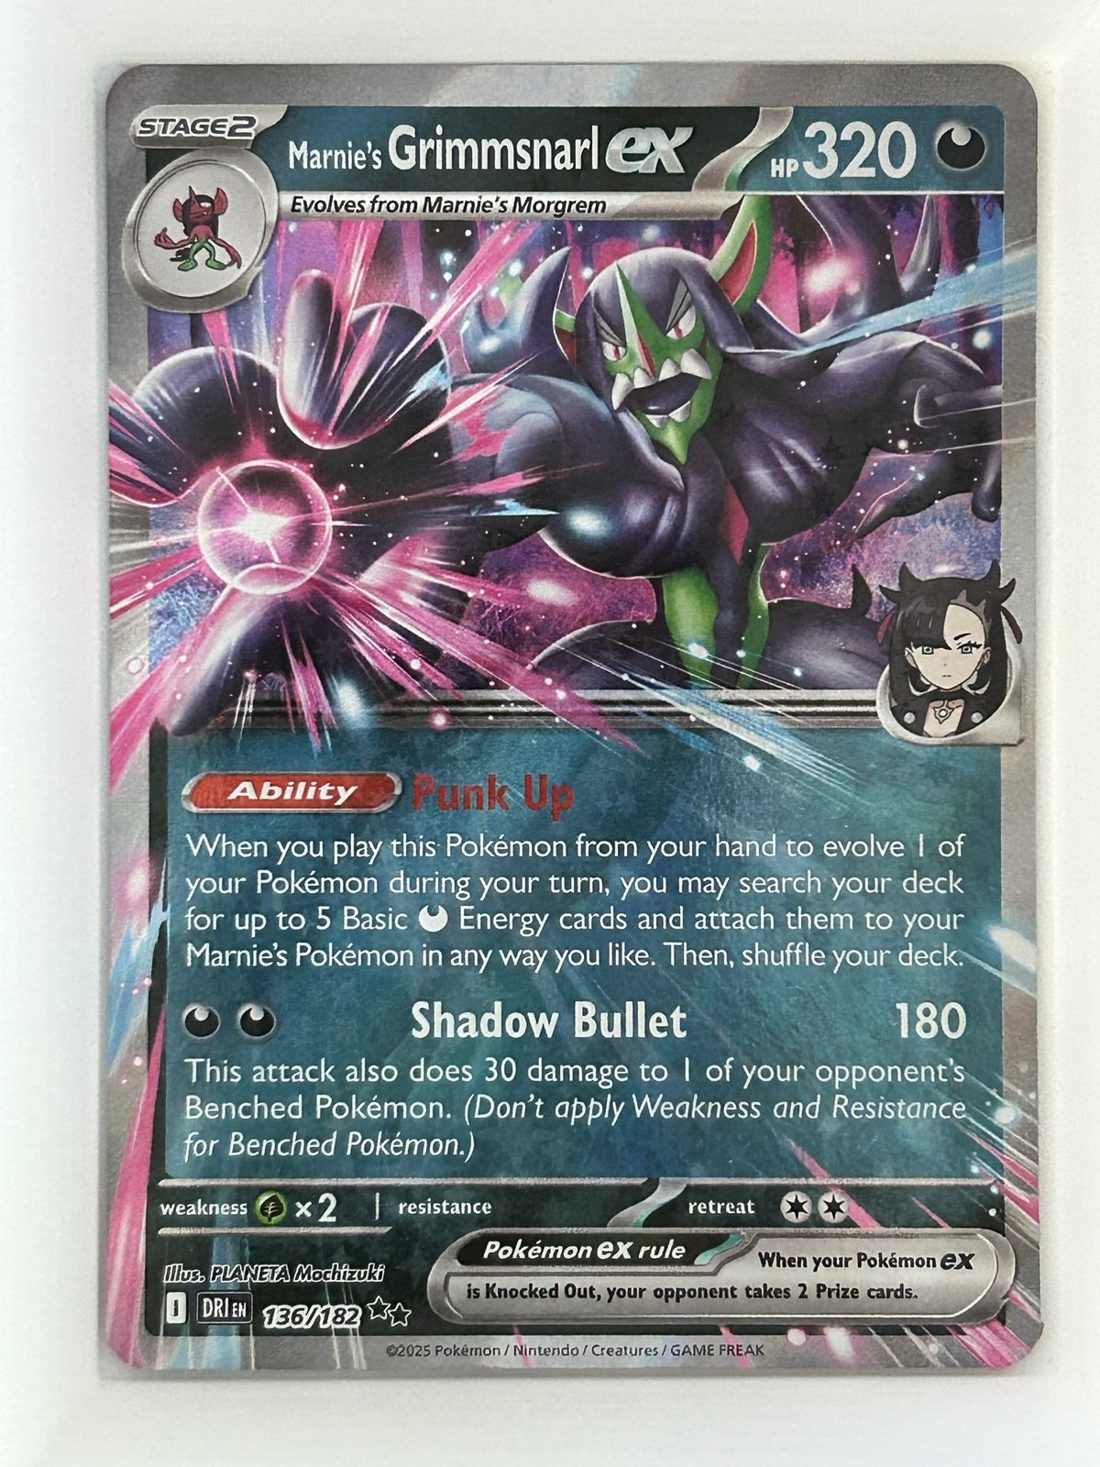 STAGE2
Marnie's Grimmsnarl ex HP 320
Evolves from Marnie's Morgrem
Ability Punk Up
When you play this Pokémon from your hand to evolve 1 of
your Pokémon during your turn, you may search your deck
for up to 5 Basic Energy cards and attach them to your
Marnie's Pokémon in any way you like. Then, shuffle your deck.
Shadow Bullet 180
This attack also does 30 damage to 1 of your opponent's
Benched Pokémon. (Don't apply Weakness and Resistance
for Benched Pokémon.)
weakness ×2 resistance retreat
Pokémon ex rule When your Pokémon ex
is Knocked Out, your opponent takes 2 Prize cards.
Illus. PLANETA Mochizuki
I DRI EN 136/182
©2025 Pokémon / Nintendo / Creatures / GAME FREAK